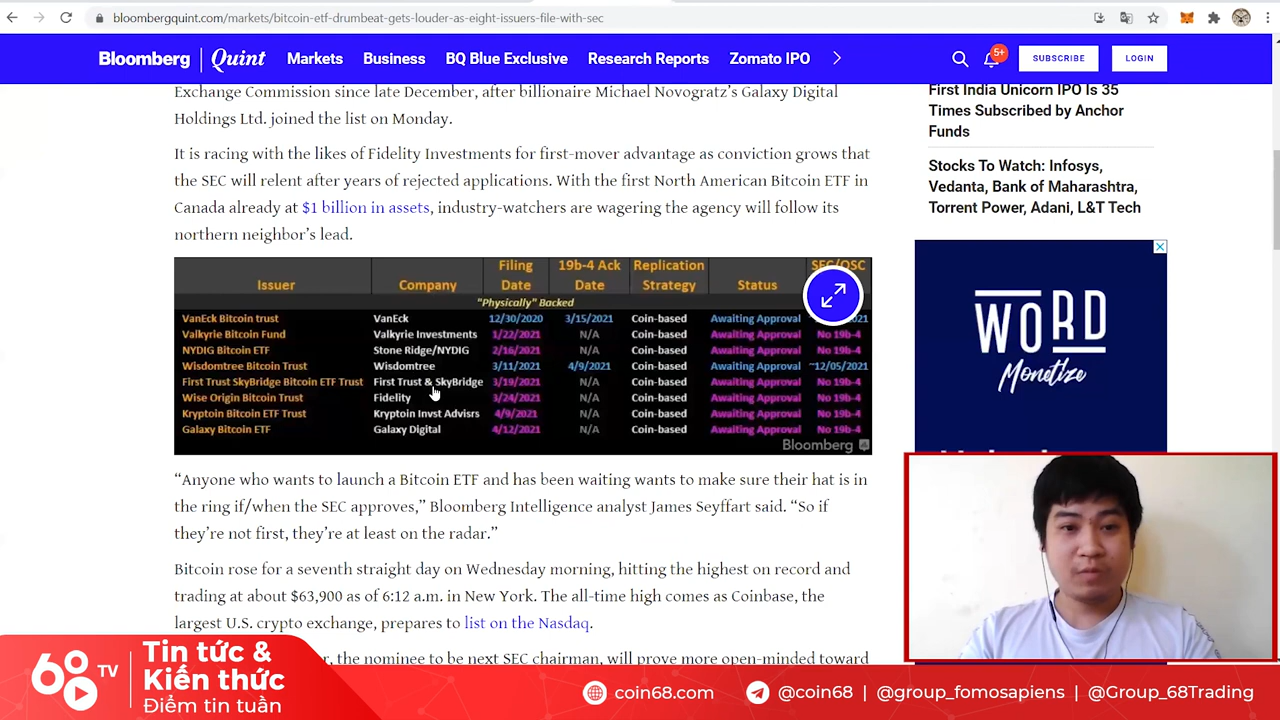 bloombergquint.com/markets/bitcoin-etf-drumbeat-gets-louder-as-eight-issuers-file-with-sec
Bloomberg | Quint Markets Business BQ Blue Exclusive Research Reports Zomato IPO 5+ SUBSCRIBE LOGIN
Exchange Commission since late December, after billionaire Michael Novogratz’s Galaxy Digital
Holdings Ltd. joined the list on Monday.
It is racing with the likes of Fidelity Investments for first-mover advantage as conviction grows that
the SEC will relent after years of rejected applications. With the first North American Bitcoin ETF in
Canada already at $1 billion in assets, industry-watchers are wagering the agency will follow its
northern neighbor’s lead.
Issuer Company Filing Date 19b-4 Ack Date Replication Strategy Status SEC/OSC
"Physically" Backed
VanEck Bitcoin trust VanEck 12/30/2020 3/15/2021 Coin-based Awaiting Approval 2021
Valkyrie Bitcoin Fund Valkyrie Investments 1/22/2021 N/A Coin-based Awaiting Approval No 19b-4
NYDIG Bitcoin ETF Stone Ridge/NYDIG 2/16/2021 N/A Coin-based Awaiting Approval No 19b-4
Wisdomtree Bitcoin Trust Wisdomtree 3/11/2021 4/9/2021 Coin-based Awaiting Approval ~12/05/2021
First Trust SkyBridge Bitcoin ETF Trust First Trust & SkyBridge 3/19/2021 N/A Coin-based Awaiting Approval No 19b-4
Wise Origin Bitcoin Trust Fidelity 3/24/2021 N/A Coin-based Awaiting Approval No 19b-4
Kryptoin Bitcoin ETF Trust Kryptoin Invst Advisrs 4/9/2021 N/A Coin-based Awaiting Approval No 19b-4
Galaxy Bitcoin ETF Galaxy Digital 4/12/2021 N/A Coin-based Awaiting Approval No 19b-4
Bloomberg
“Anyone who wants to launch a Bitcoin ETF and has been waiting wants to make sure their hat is in
the ring if/when the SEC approves,” Bloomberg Intelligence analyst James Seyffart said. “So if
they’re not first, they’re at least on the radar.”
Bitcoin rose for a seventh straight day on Wednesday morning, hitting the highest on record and
trading at about $63,900 as of 6:12 a.m. in New York. The all-time high comes as Coinbase, the
largest U.S. crypto exchange, prepares to list on the Nasdaq.
the nominee to be next SEC chairman, will prove more open-minded toward
First India Unicorn IPO Is 35
Times Subscribed by Anchor
Funds
Stocks To Watch: Infosys,
Vedanta, Bank of Maharashtra,
Torrent Power, Adani, L&T Tech
WORD
Monetize
68 TV
Tin tức &
Kiến thức
Điểm tin tuần
coin68.com @coin68 | @group_fomosapiens | @Group_68Trading